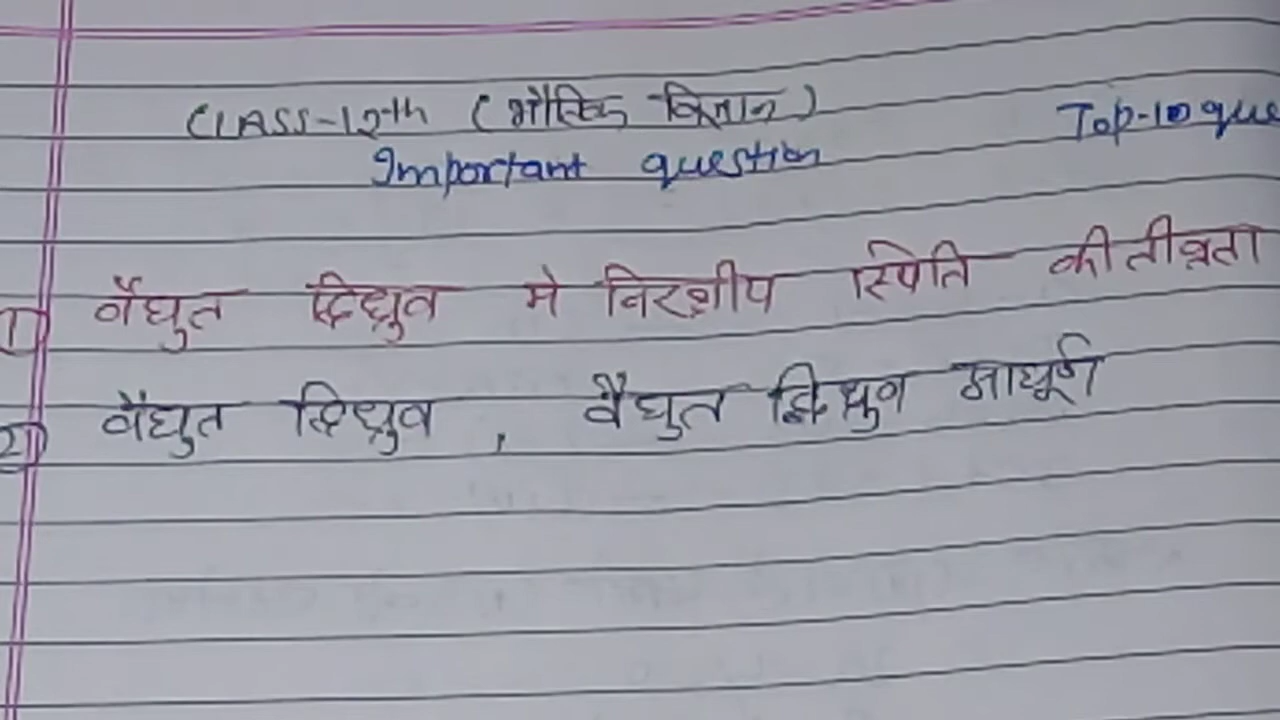 CLASS-12th (भौतिक विज्ञान) Top-10 que
Important question
1) वैधुत द्विध्रुव मे निरक्षीय स्थिति की तीव्रता
2) वैधुत द्विध्रुव , वैधुत द्विध्रुव आघूर्ण